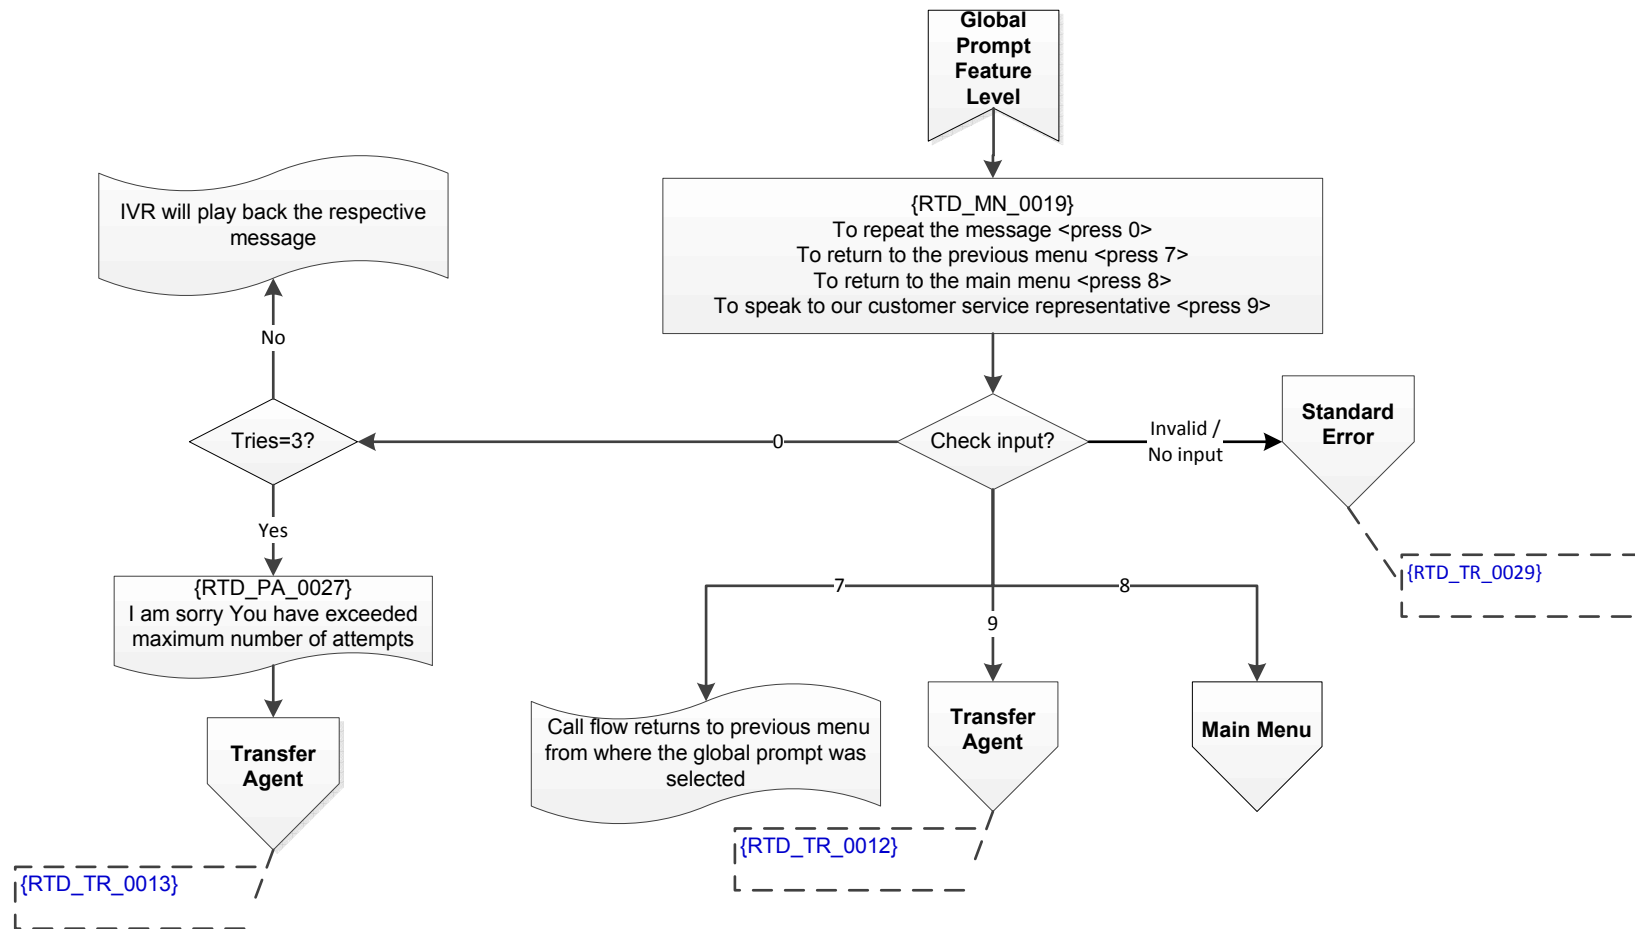 Global
Prompt
Feature
Level
IVR will play back the respective
message
{RTD_MN_0019}
To repeat the message <press 0>
To return to the previous menu <press 7>
To return to the main menu <press 8>
To speak to our customer service representative <press 9>
No
Tries=3?
0
Check input?
Invalid /
No input
Standard
Error
Yes
{RTD_TR_0029}
{RTD_PA_0027}
I am sorry You have exceeded
maximum number of attempts
7
8
9
Transfer
Agent
Call flow returns to previous menu
from where the global prompt was
selected
Transfer
Agent
Main Menu
{RTD_TR_0012}
{RTD_TR_0013}